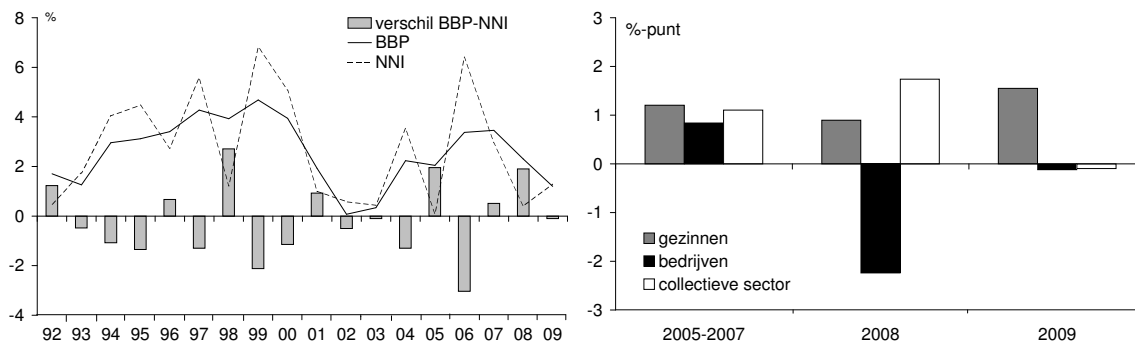 %
8
6
4
2
0
-2
-4
verschil BBP-NNI
BBP
NNI
92 93 94 95 96 97 98 99 00 01 02 03 04 05 06 07 08 09
%-punt
3
2
1
0
-1
-2
-3
gezinnen
bedrijven
collectieve sector
2005-2007 2008 2009